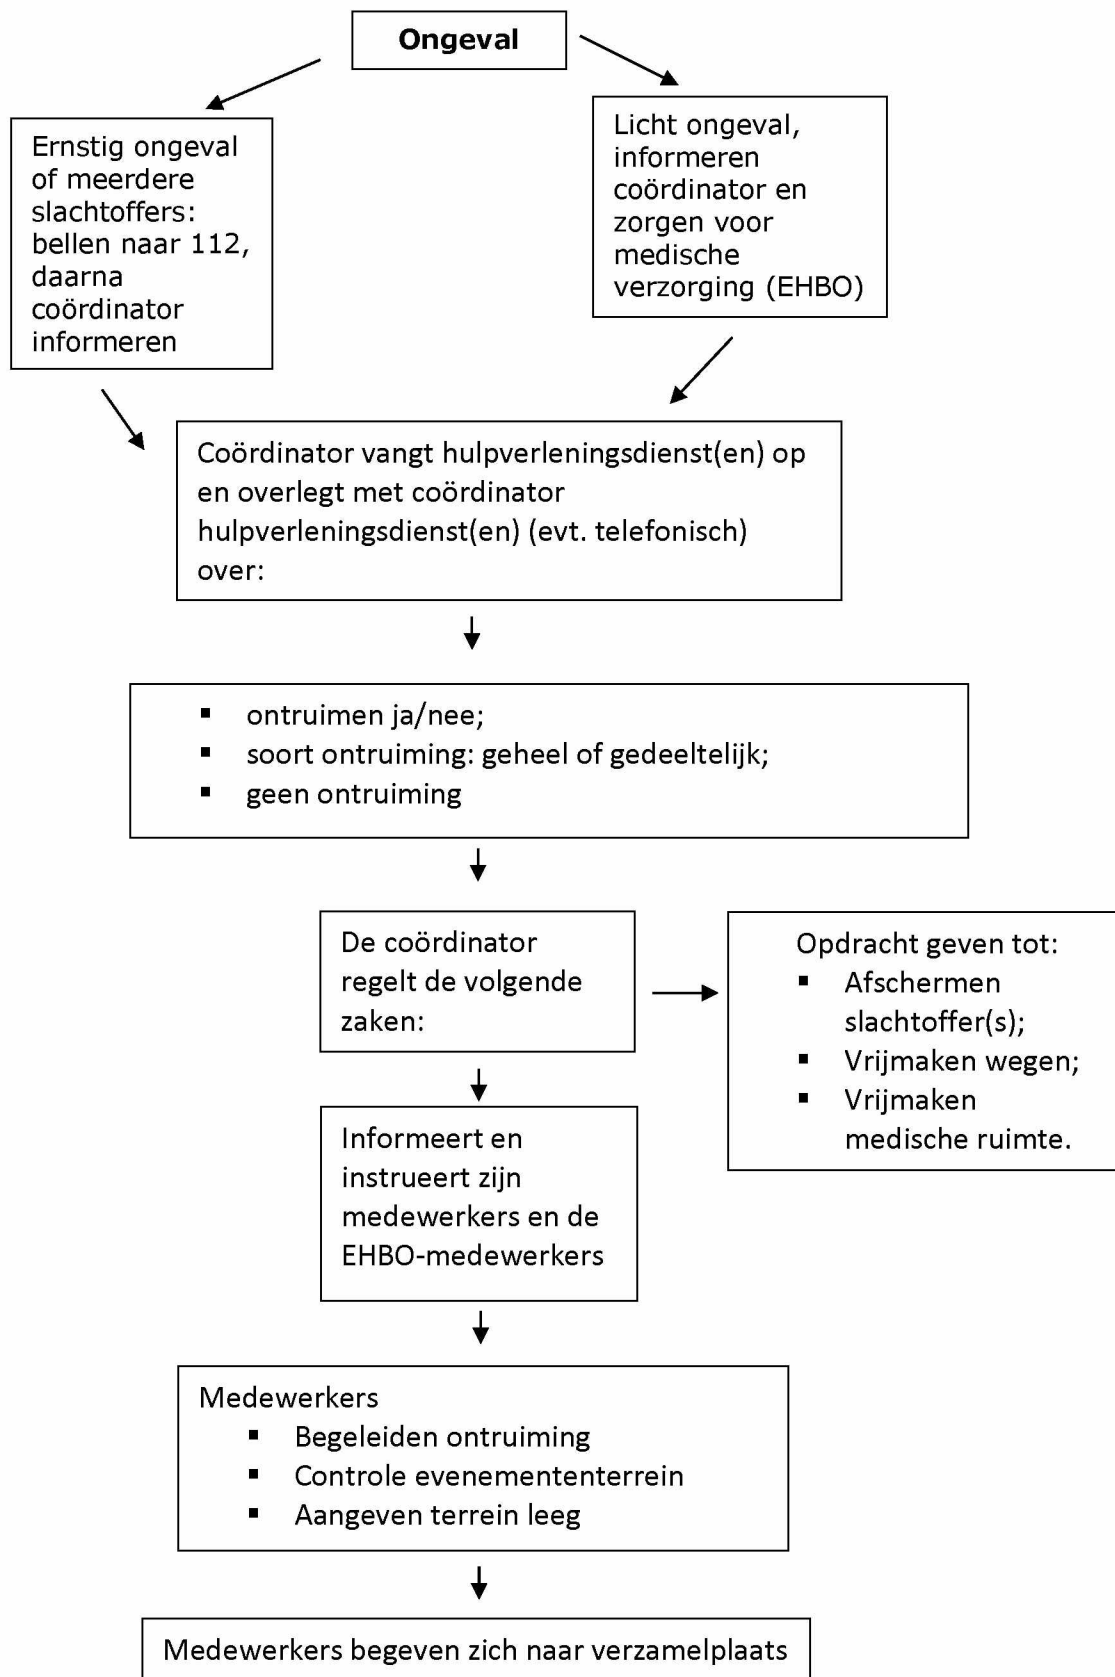 Ongeval
Ernstig ongeval
of meerdere
slachtoffers:
bellen naar 112,
daarna
coördinator
informeren
Licht ongeval,
informeren
coördinator en
zorgen voor
medische
verzorging (EHBO)
Coördinator vangt hulpverleningsdienst(en) op
en overlegt met coördinator
hulpverleningsdienst(en) (evt. telefonisch)
over:
▪ ontruimen ja/nee;
▪ soort ontruiming: geheel of gedeeltelijk;
▪ geen ontruiming
De coördinator
regelt de volgende
zaken:
Opdracht geven tot:
▪ Afschermen
slachtoffer(s);
▪ Vrijmaken wegen;
▪ Vrijmaken
medische ruimte.
Informeert en
instrueert zijn
medewerkers en de
EHBO-medewerkers
Medewerkers
▪ Begeleiden ontruiming
▪ Controle evenemententerrein
▪ Aangeven terrein leeg
Medewerkers begeven zich naar verzamelplaats